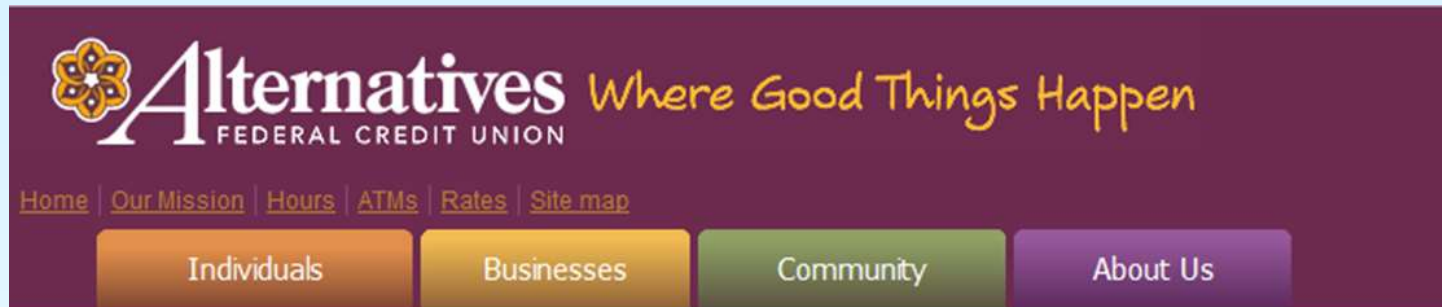 Alternatives Where Good Things Happen
FEDERAL CREDIT UNION
Home | Our Mission | Hours | ATMs | Rates | Site map
Individuals Businesses Community About Us